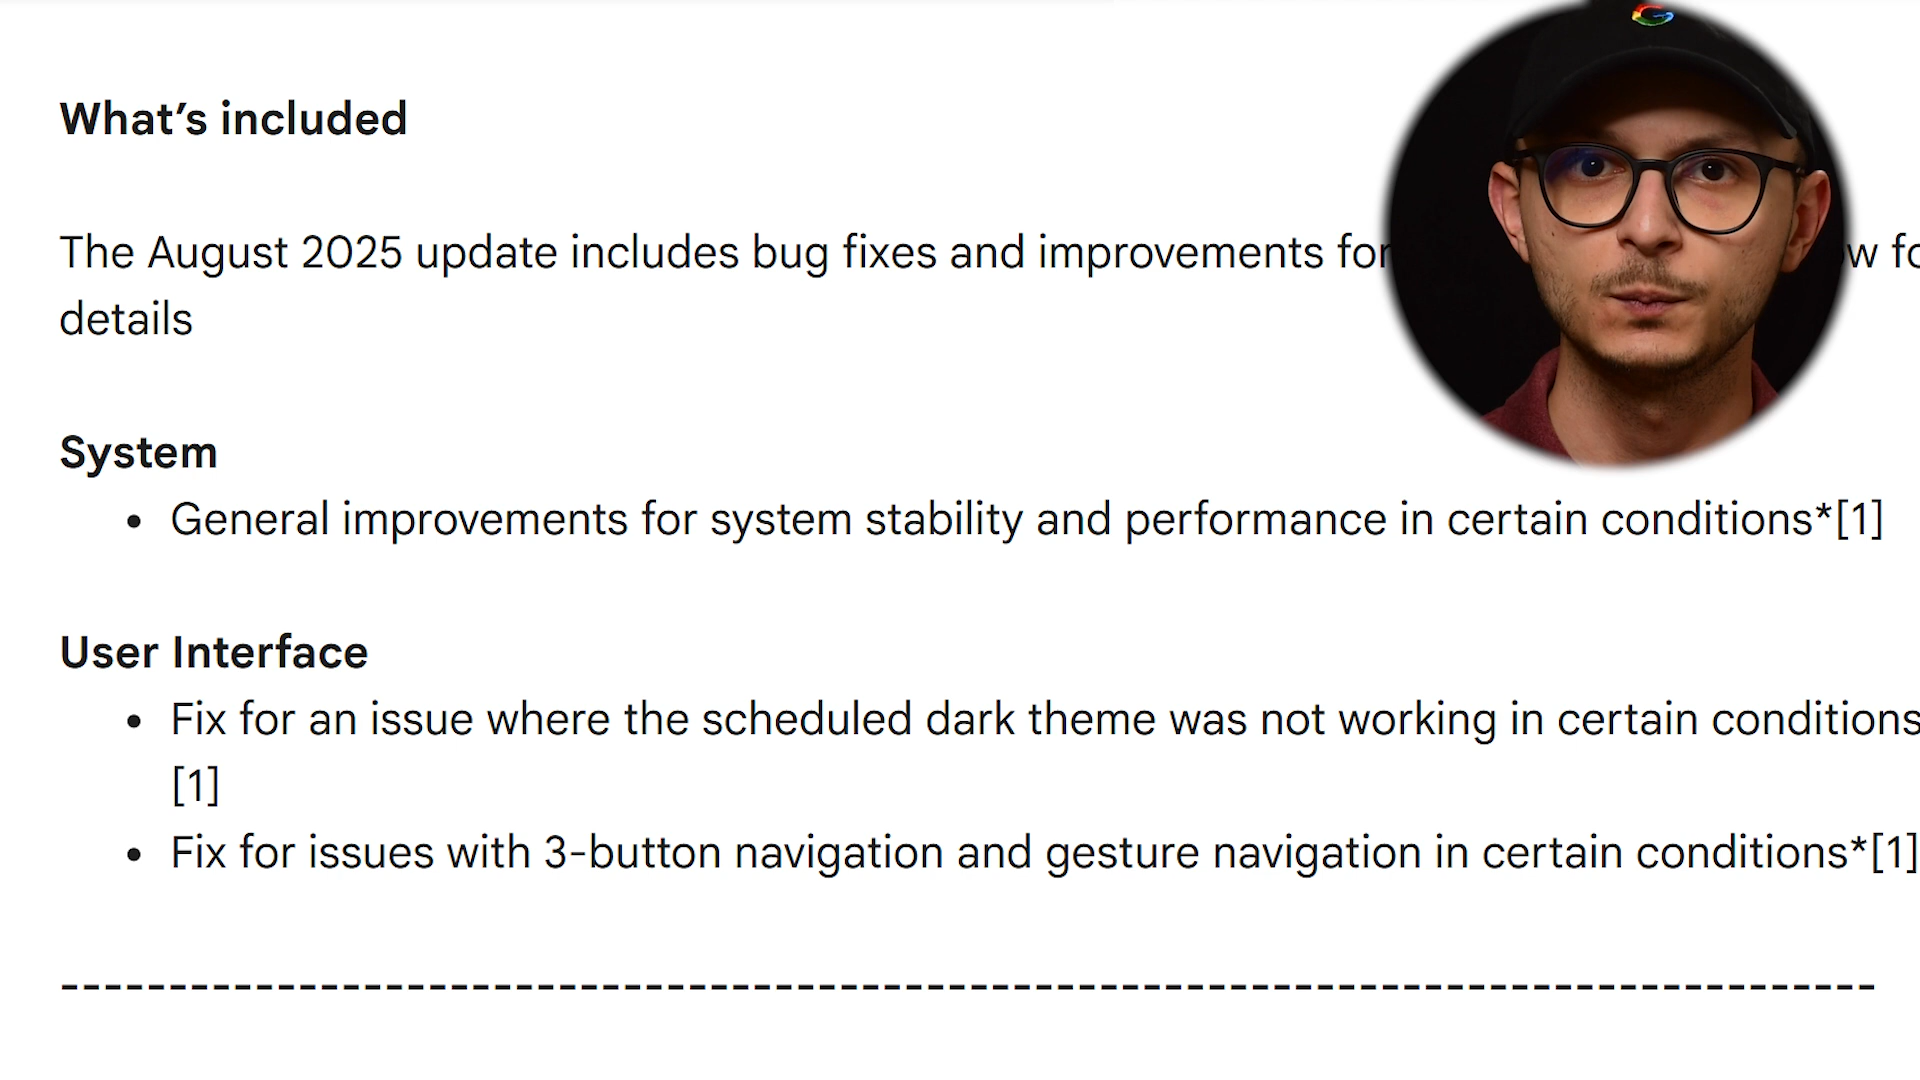 What’s included
The August 2025 update includes bug fixes and improvements for
details
System
• General improvements for system stability and performance in certain conditions*[1]
User Interface
• Fix for an issue where the scheduled dark theme was not working in certain conditions
[1]
• Fix for issues with 3-button navigation and gesture navigation in certain conditions*[1]
--------------------------------------------------------------------------------------
G